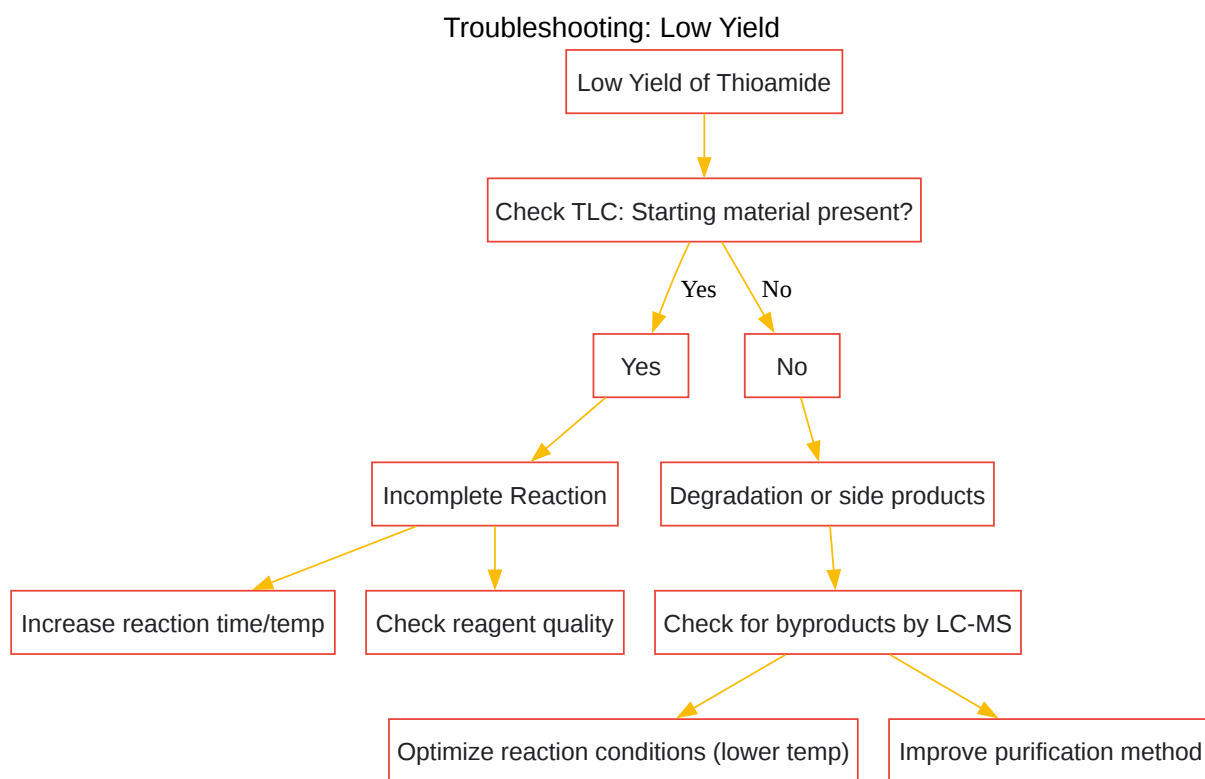 Troubleshooting: Low Yield
Low Yield of Thioamide
Check TLC: Starting material present?
Yes
No
Yes
No
Incomplete Reaction
Degradation or side products
Increase reaction time/temp
Check reagent quality
Check for byproducts by LC-MS
Optimize reaction conditions (lower temp)
Improve purification method